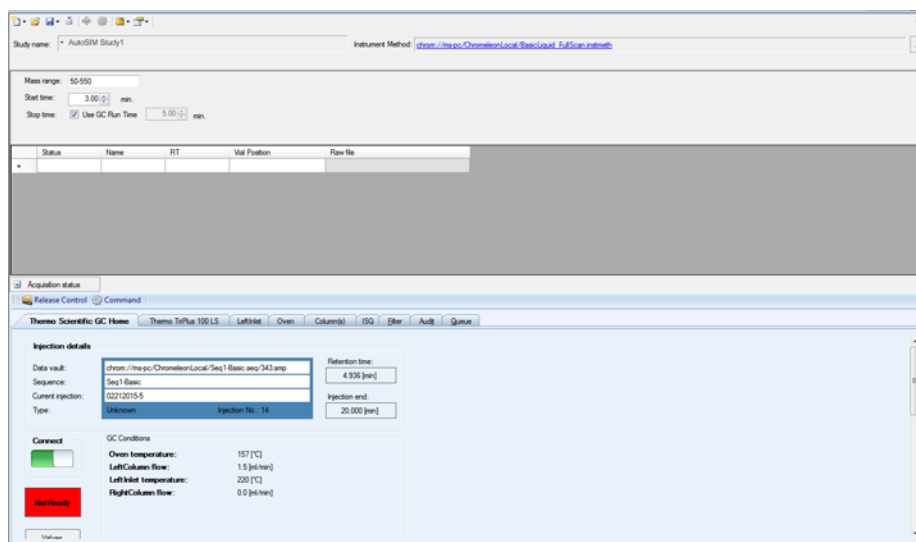 Study name: * AutoSIM Study1 Instrument Method: chrom://ms-pc/ChromeleonLocal/BasicLiquid_FullScan.instmeth
Mass range: 50-550
Start time: 3.00 min.
Stop time: Use GC Run Time 5.00 min.
Status Name RT Vial Position Raw file
Acquisition status
Release Control Command
Thermo Scientific GC Home Thermo TriPlus 100 LS LeftInlet Oven Column(s) ISQ Filter Audit Queue
Injection details
Data vault: chrom://ms-pc/ChromeleonLocal/Seq1-Basic.seq/343.smp
Retention time:
4.936 [min]
Sequence: Seq1-Basic
Current injection: 02212015-5
Injection end:
20.000 [min]
Type: Unknown Injection No.: 14
Connect
GC Conditions
Oven temperature: 157 [°C]
LeftColumn flow: 1.5 [ml/min]
LeftInlet temperature: 220 [°C]
RightColumn flow: 0.0 [ml/min]
NotReady
Values